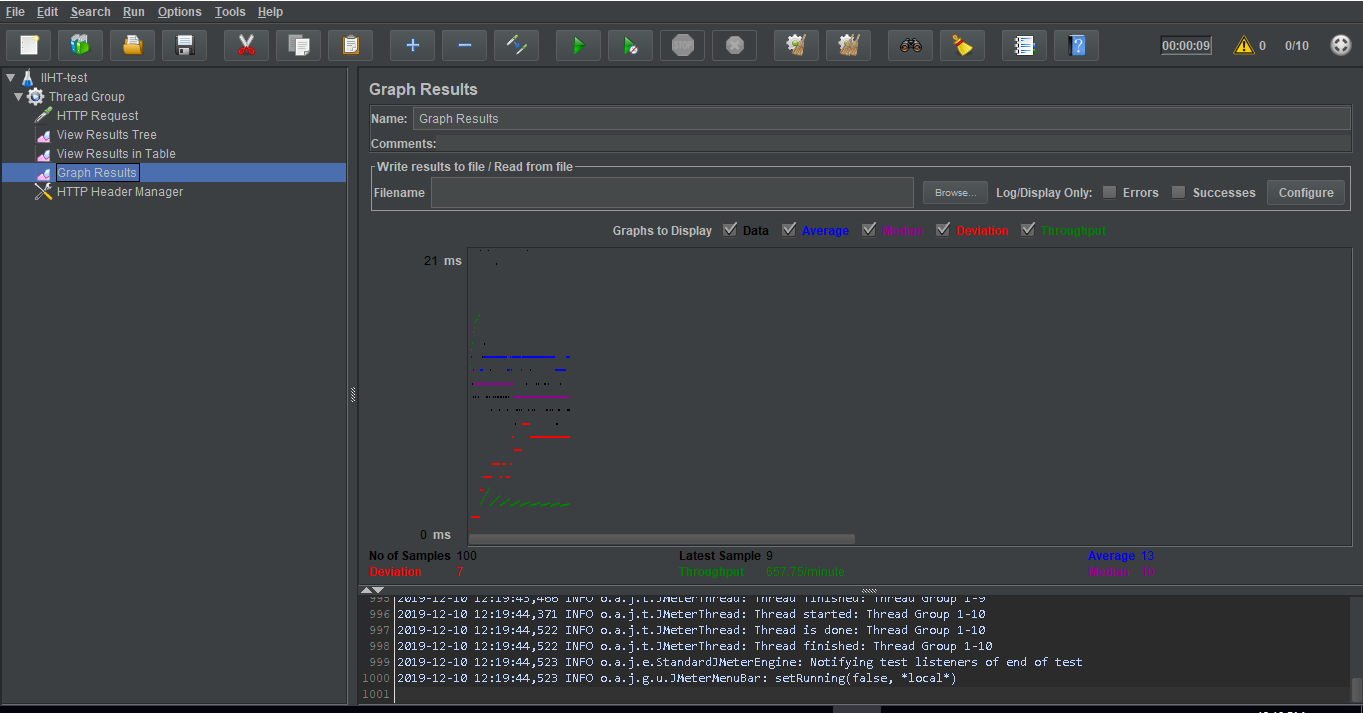 File Edit Search Run Options Tools Help
STOP 00:00:09 0 0/10
IIHT-test
Thread Group
HTTP Request
View Results Tree
View Results in Table
Graph Results
HTTP Header Manager
Graph Results
Name: Graph Results
Comments:
Write results to file / Read from file
Filename Browse... Log/Display Only: Errors Successes Configure
Graphs to Display Data Average Median Deviation Throughput
21 ms
0 ms
No of Samples 100 Latest Sample 9 Average 13
Deviation 7 Throughput 657.75/minute Median 10
995 2019-12-10 12:19:43,466 INFO o.a.j.t.JMeterThread: Thread finished: Thread Group 1-9
996 2019-12-10 12:19:44,371 INFO o.a.j.t.JMeterThread: Thread started: Thread Group 1-10
997 2019-12-10 12:19:44,522 INFO o.a.j.t.JMeterThread: Thread is done: Thread Group 1-10
998 2019-12-10 12:19:44,522 INFO o.a.j.t.JMeterThread: Thread finished: Thread Group 1-10
999 2019-12-10 12:19:44,523 INFO o.a.j.e.StandardJMeterEngine: Notifying test listeners of end of test
1000 2019-12-10 12:19:44,523 INFO o.a.j.g.u.JMeterMenuBar: setRunning(false, *local*)
1001